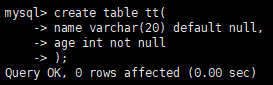 mysql> create table tt(
    -> name varchar(20) default null,
    -> age int not null
    -> );
Query OK, 0 rows affected (0.00 sec)